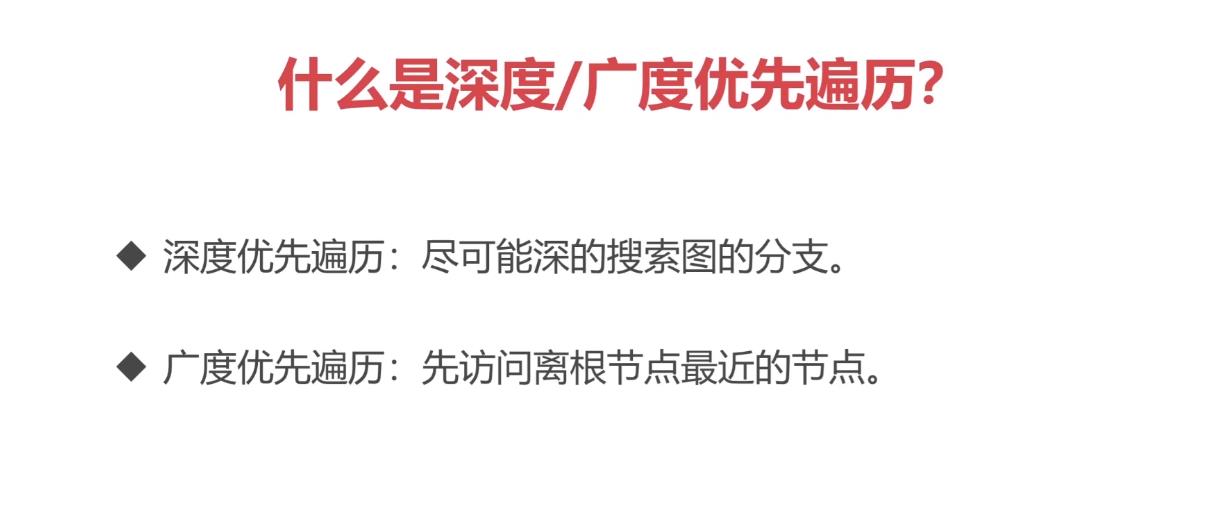 什么是深度/广度优先遍历？
◆ 深度优先遍历：尽可能深的搜索图的分支。
◆ 广度优先遍历：先访问离根节点最近的节点。